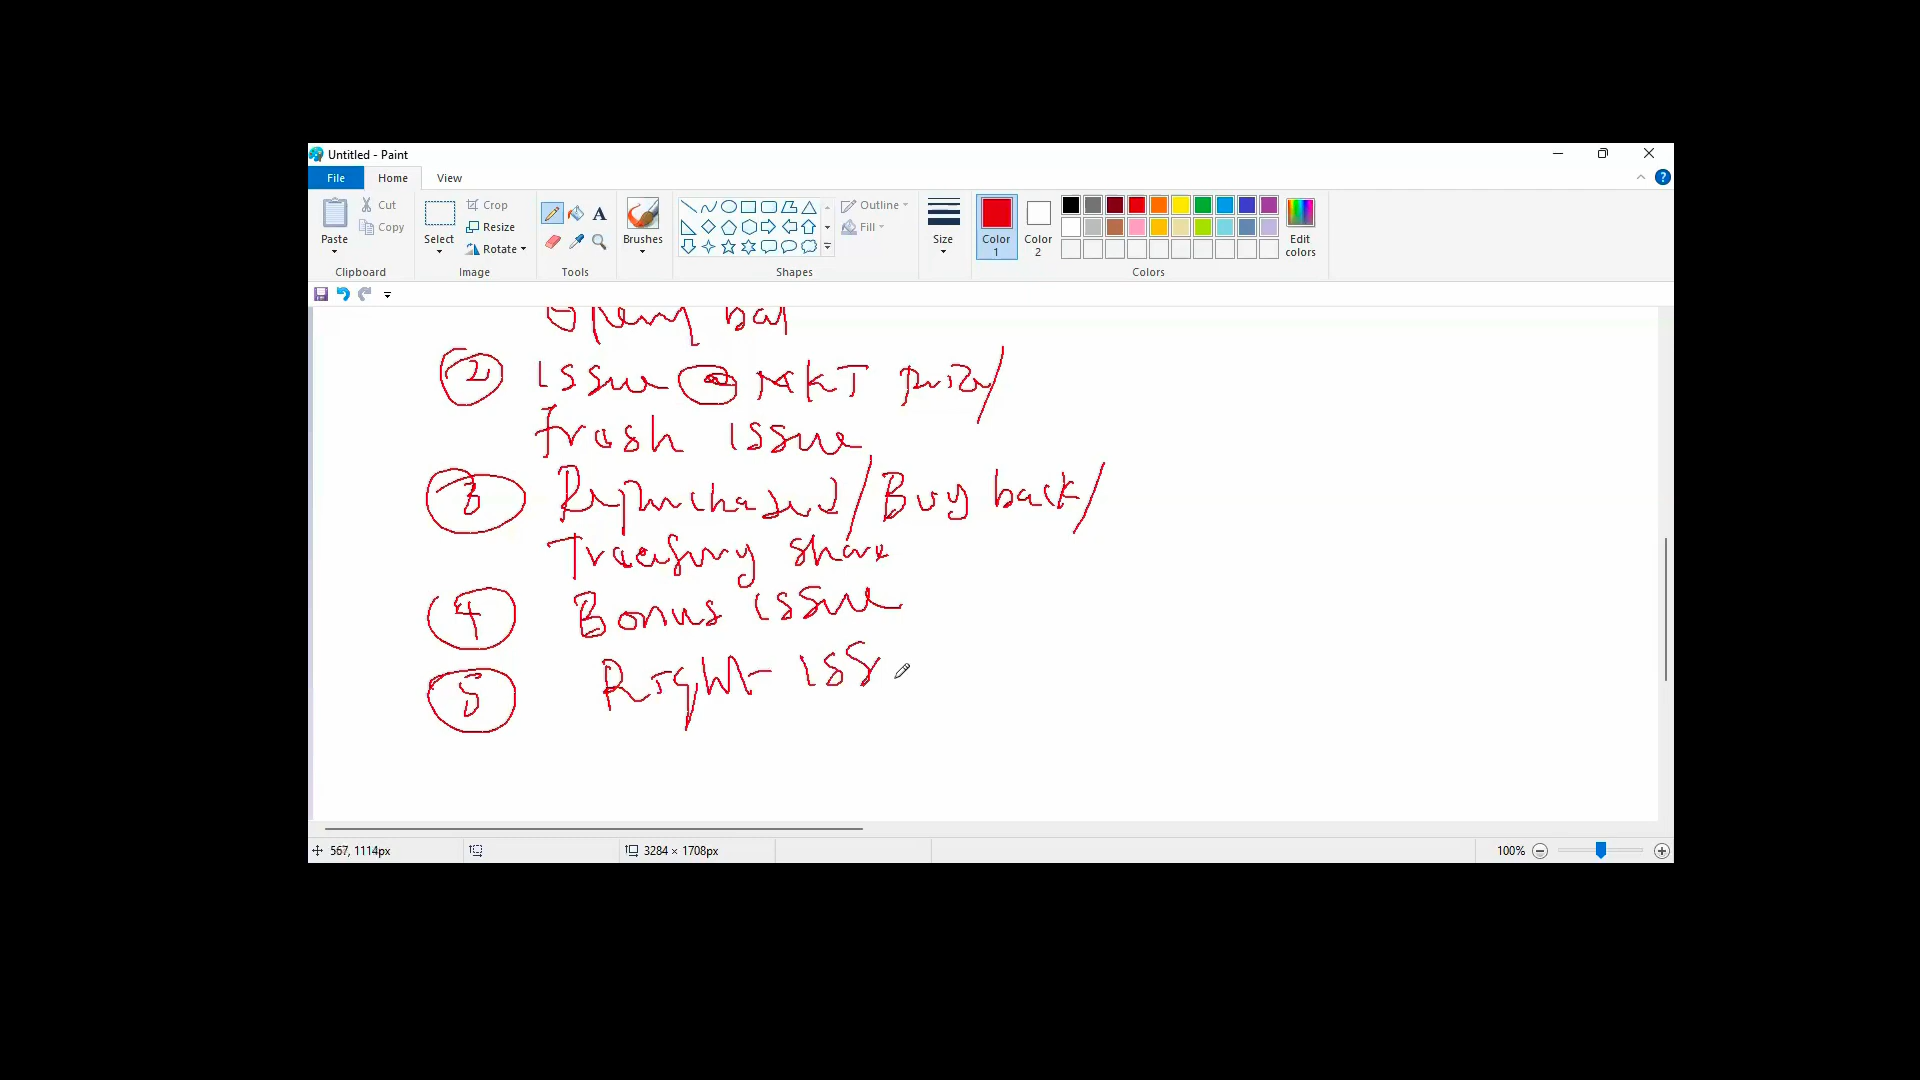 Untitled - Paint
File Home View
Paste Cut Copy Clipboard
Select Crop Resize Rotate Image
Tools
Brushes
Outline Fill Shapes
Size
Color 1 Color 2 Edit colors Colors
Opening bal
2 Issue @ MKT price/
Fresh issue
3 Repurchased/Buy back/
Treasury share
4 Bonus issue
5 Right iss
567, 1114px 3284 × 1708px 100%